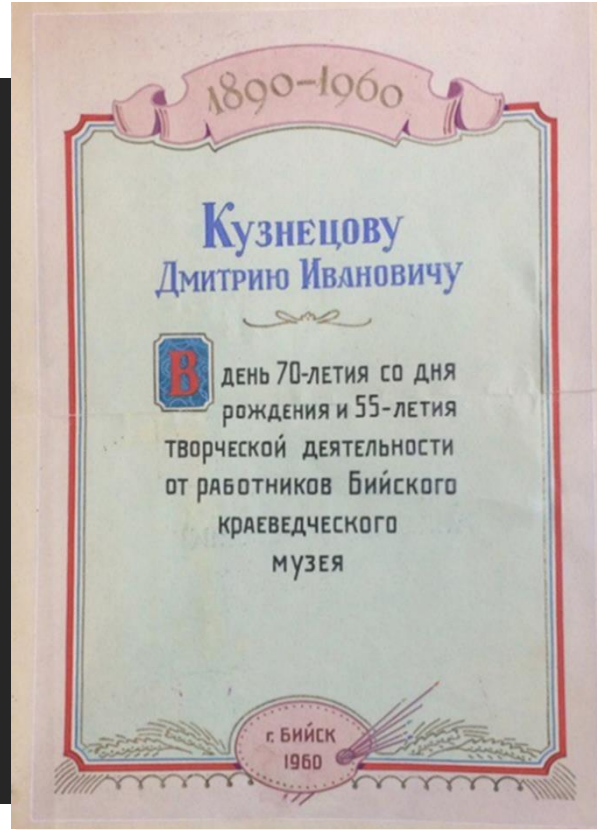 1890-1960
Кузнецову
Дмитрию Ивановичу
В день 70-летия со дня
рождения и 55-летия
творческой деятельности
от работников Бийского
краеведческого
музея
г. Бийск
1960